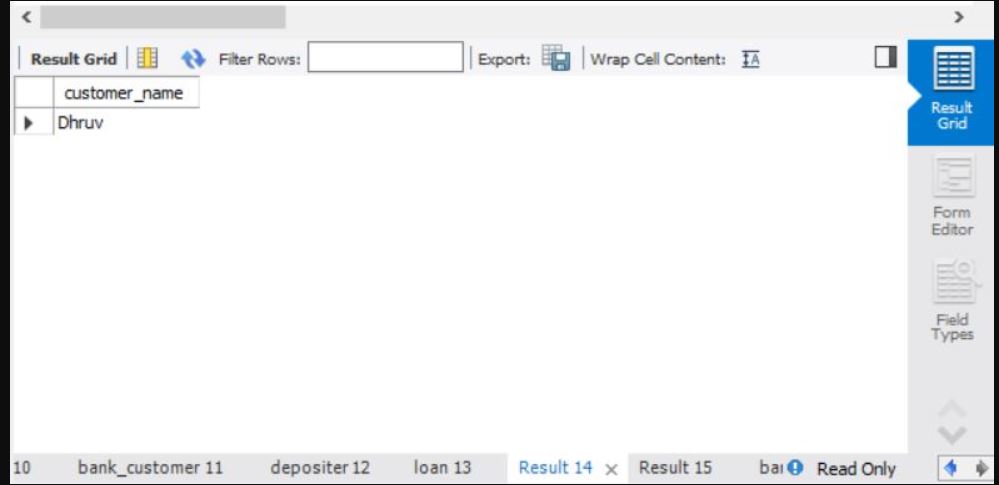 Result Grid Filter Rows: Export: Wrap Cell Content: IA
customer_name
Dhruv
Result
Grid
Form
Editor
Field
Types
10 bank_customer 11 depositer 12 loan 13 Result 14 × Result 15 bai Read Only